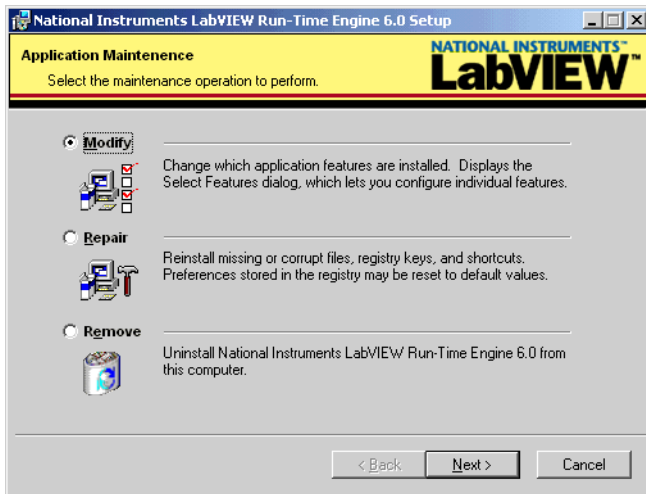 National Instruments LabVIEW Run-Time Engine 6.0 Setup
Application Maintenence
Select the maintenance operation to perform.
NATIONAL INSTRUMENTS™
LabVIEW™
Modify
Change which application features are installed. Displays the
Select Features dialog, which lets you configure individual features.
Repair
Reinstall missing or corrupt files, registry keys, and shortcuts.
Preferences stored in the registry may be reset to default values.
Remove
Uninstall National Instruments LabVIEW Run-Time Engine 6.0 from
this computer.
< Back
Next >
Cancel